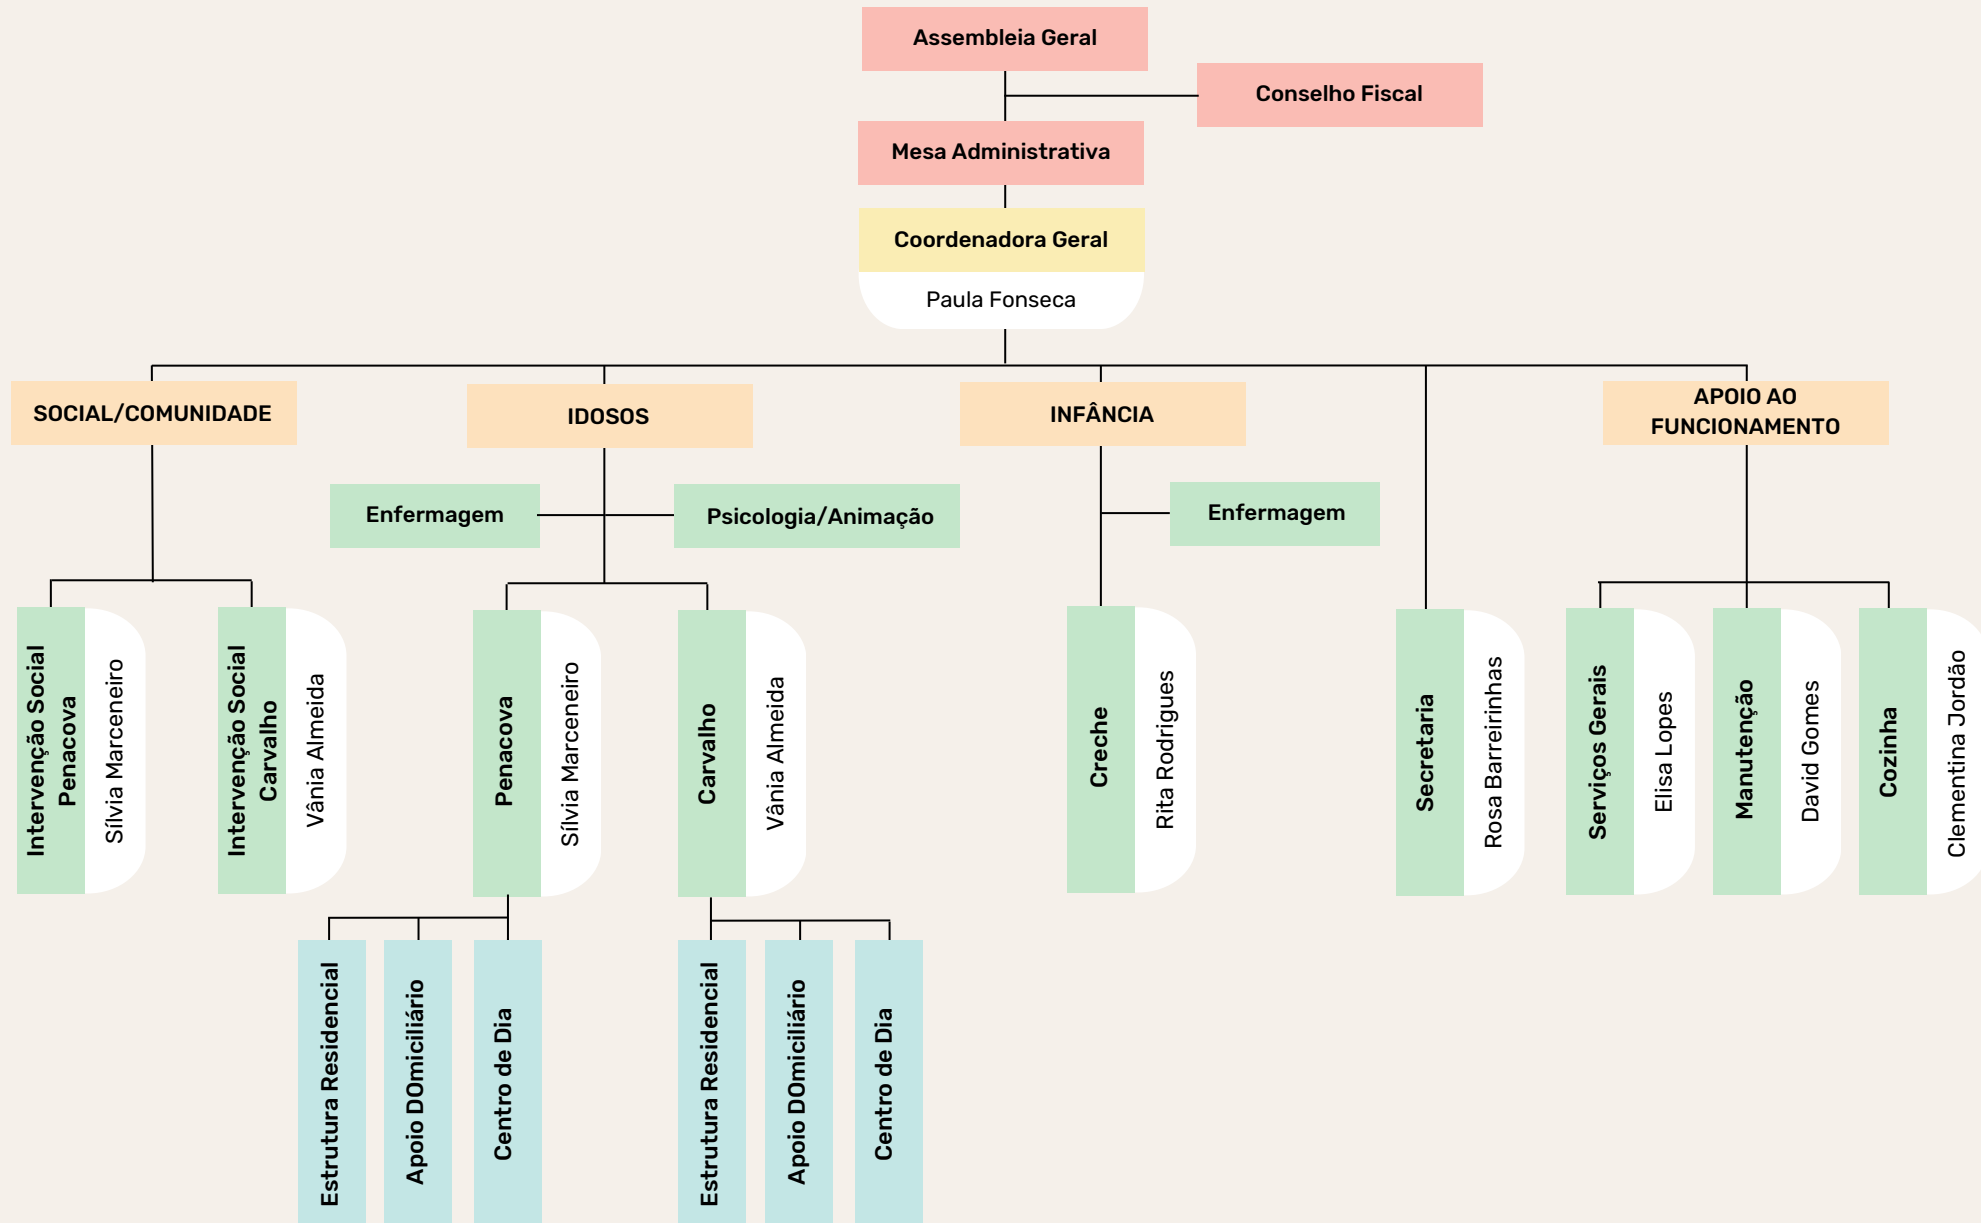 Assembleia Geral
Conselho Fiscal
Mesa Administrativa
Coordenadora Geral
Paula Fonseca
SOCIAL/COMUNIDADE
IDOSOS
INFÂNCIA
APOIO AO
FUNCIONAMENTO
Enfermagem
Psicologia/Animação
Enfermagem
Intervenção Social
Penacova
Sílvia Marceneiro
Intervenção Social
Carvalho
Vânia Almeida
Penacova
Sílvia Marceneiro
Carvalho
Vânia Almeida
Creche
Rita Rodrigues
Secretaria
Rosa Barreirinhas
Serviços Gerais
Elisa Lopes
Manutenção
David Gomes
Cozinha
Clementina Jordão
Estrutura Residencial
Apoio DOmiciliário
Centro de Dia
Estrutura Residencial
Apoio DOmiciliário
Centro de Dia